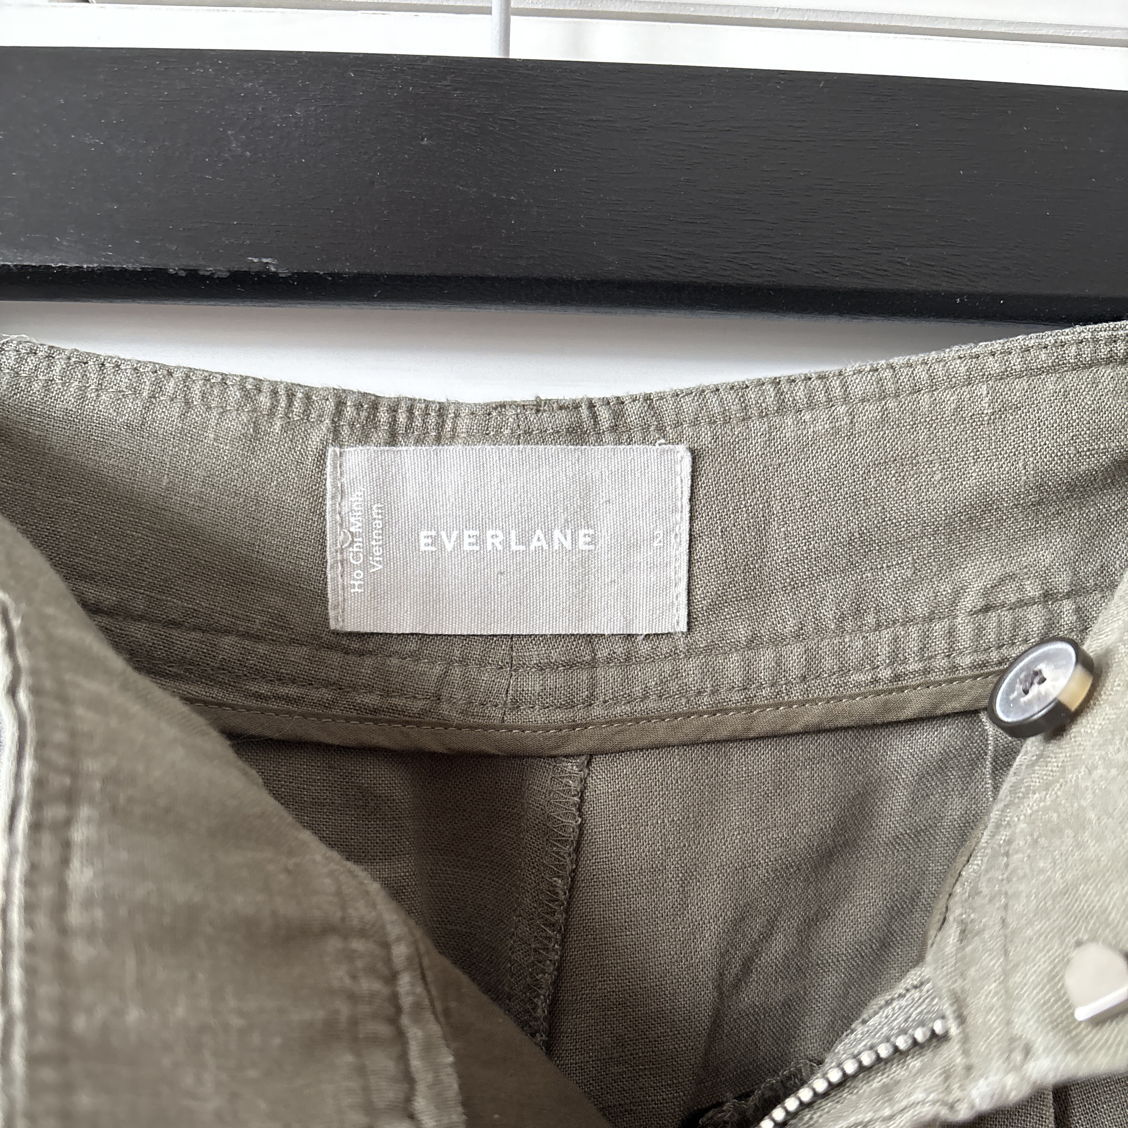 Ho Chi Minh,
Vietnam
EVERLANE
2